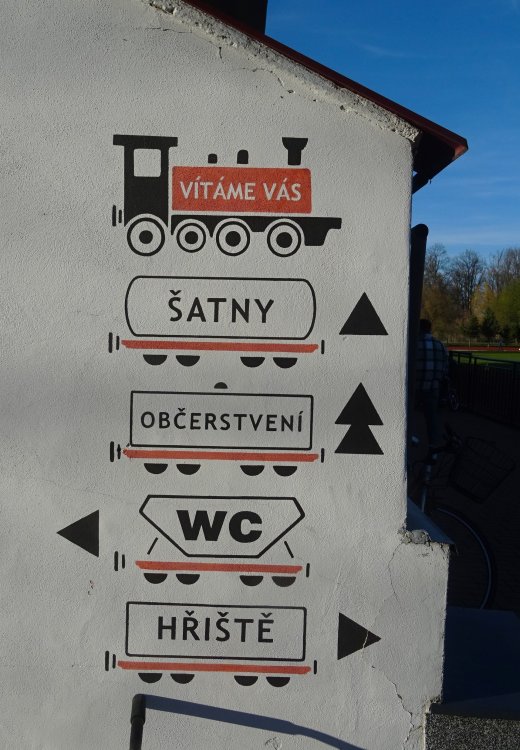 VÍTÁME VÁS
ŠATNY
OBČERSTVENÍ
WC
HŘIŠTĚ